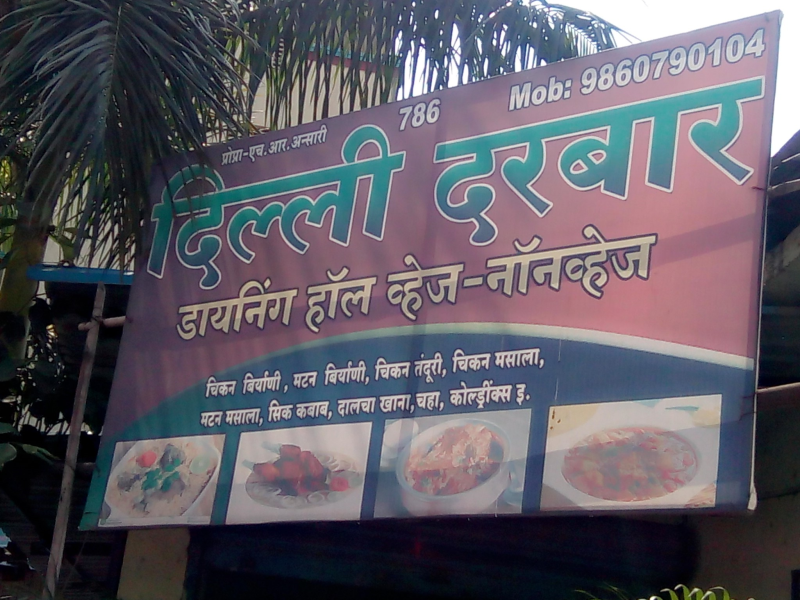 प्रोप्रा-एच.आर.अन्सारी 786 Mob: 9860790104
दिल्ली दरबार
डायनिंग हॉल व्हेज-नॉनव्हेज
चिकन बिर्याणी, मटन बिर्याणी, चिकन तंदूरी, चिकन मसाला,
मटन मसाला, सिक कबाब, दालचा खाना, चहा, कोल्ड्रींक्स इ.